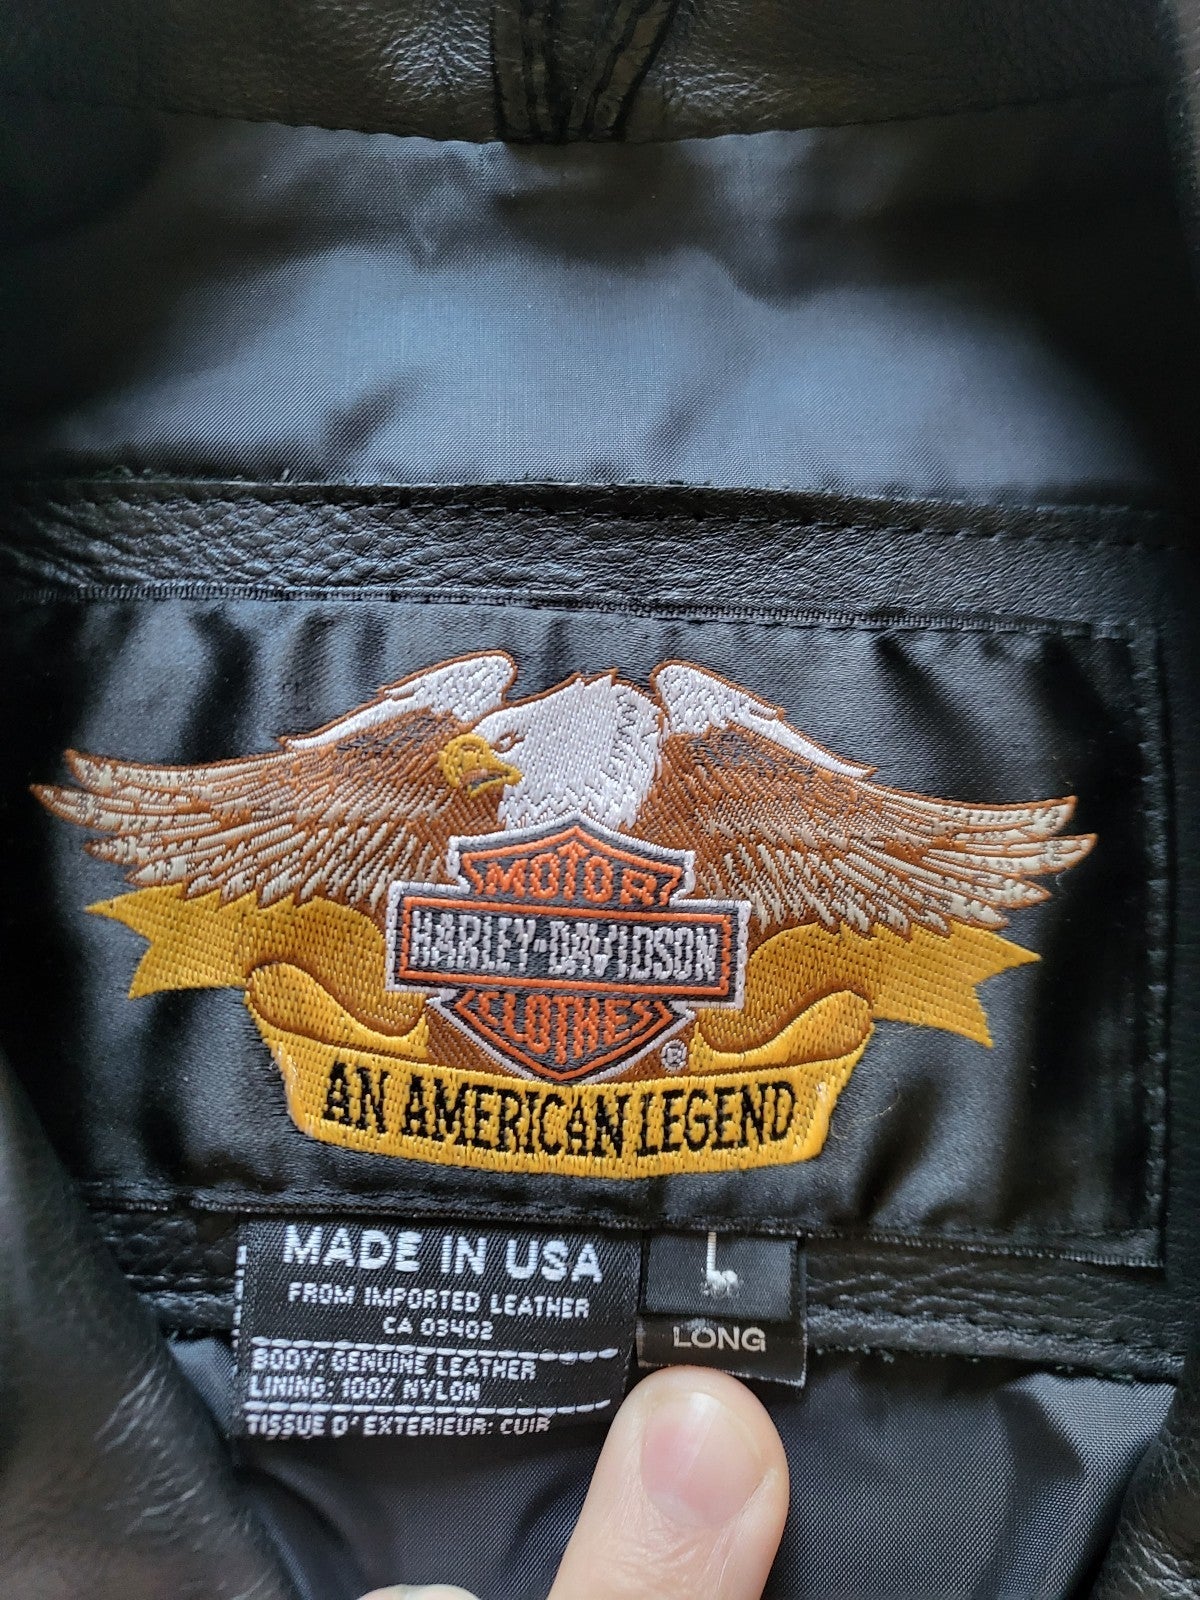 MOTOR
HARLEY-DAVIDSON
CLOTHES
®
AN AMERICAN LEGEND
MADE IN USA
FROM IMPORTED LEATHER
CA 03402
BODY: GENUINE LEATHER
LINING: 100% NYLON
TISSUE D' EXTERIEUR: CUIR
L
LONG